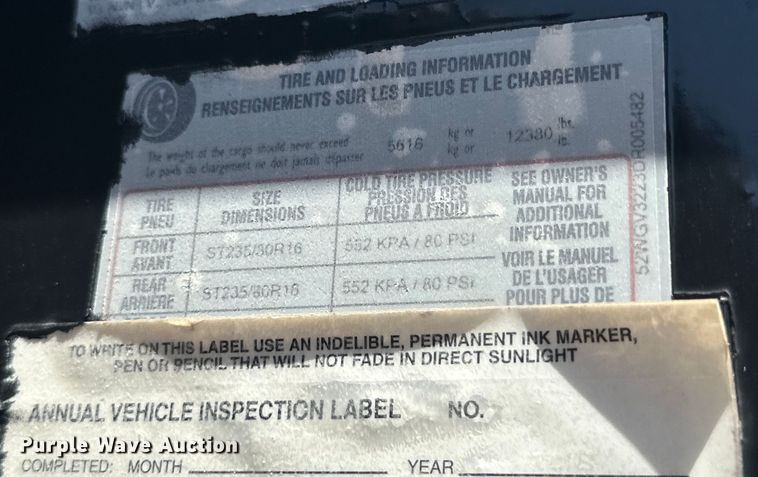 TIRE AND LOADING INFORMATION
RENSEIGNEMENTS SUR LES PNEUS ET LE CHARGEMENT
The weight of the cargo should never exceed 5616 kg or 12380 lbs.
Le poids du chargement ne doit jamais dépasser kg or lb.
TIRE PNEU
SIZE DIMENSIONS
COLD TIRE PRESSURE PRESSION DES PNEUS A FROID
SEE OWNER'S MANUAL FOR ADDITIONAL INFORMATION
FRONT AVANT ST235/80R16 552 KPA / 80 PSI
REAR ARRIÈRE ST235/80R16 552 KPA / 80 PSI
VOIR LE MANUEL DE L'USAGER POUR PLUS DE
TO WRITE ON THIS LABEL USE AN INDELIBLE, PERMANENT INK MARKER,
PEN OR PENCIL THAT WILL NOT FADE IN DIRECT SUNLIGHT
ANNUAL VEHICLE INSPECTION LABEL NO.
COMPLETED: MONTH YEAR
Purple Wave Auction